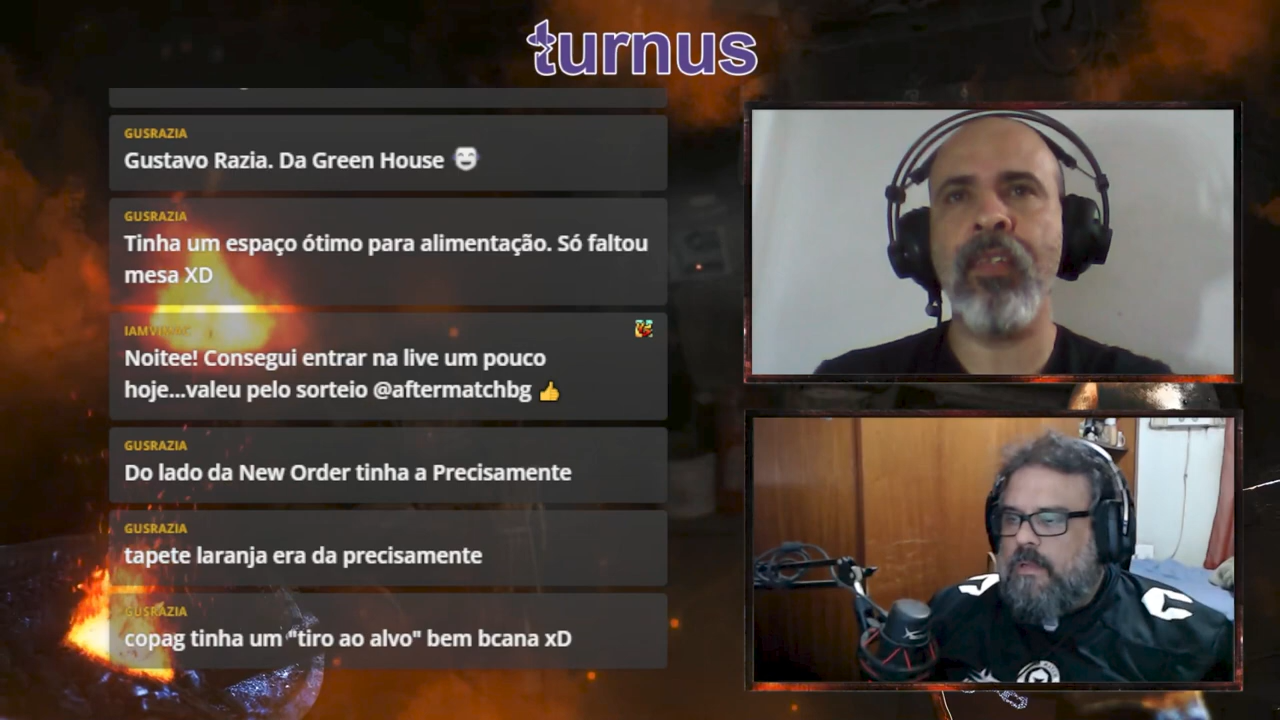 turnus
GUSRAZIA
Gustavo Razia. Da Green House
GUSRAZIA
Tinha um espaço ótimo para alimentação. Só faltou
mesa XD
Noitee! Consegui entrar na live um pouco
hoje...valeu pelo sorteio @aftermatchbg
GUSRAZIA
Do lado da New Order tinha a Precisamente
GUSRAZIA
tapete laranja era da precisamente
GUSRAZIA
copag tinha um "tiro ao alvo" bem bcana xD